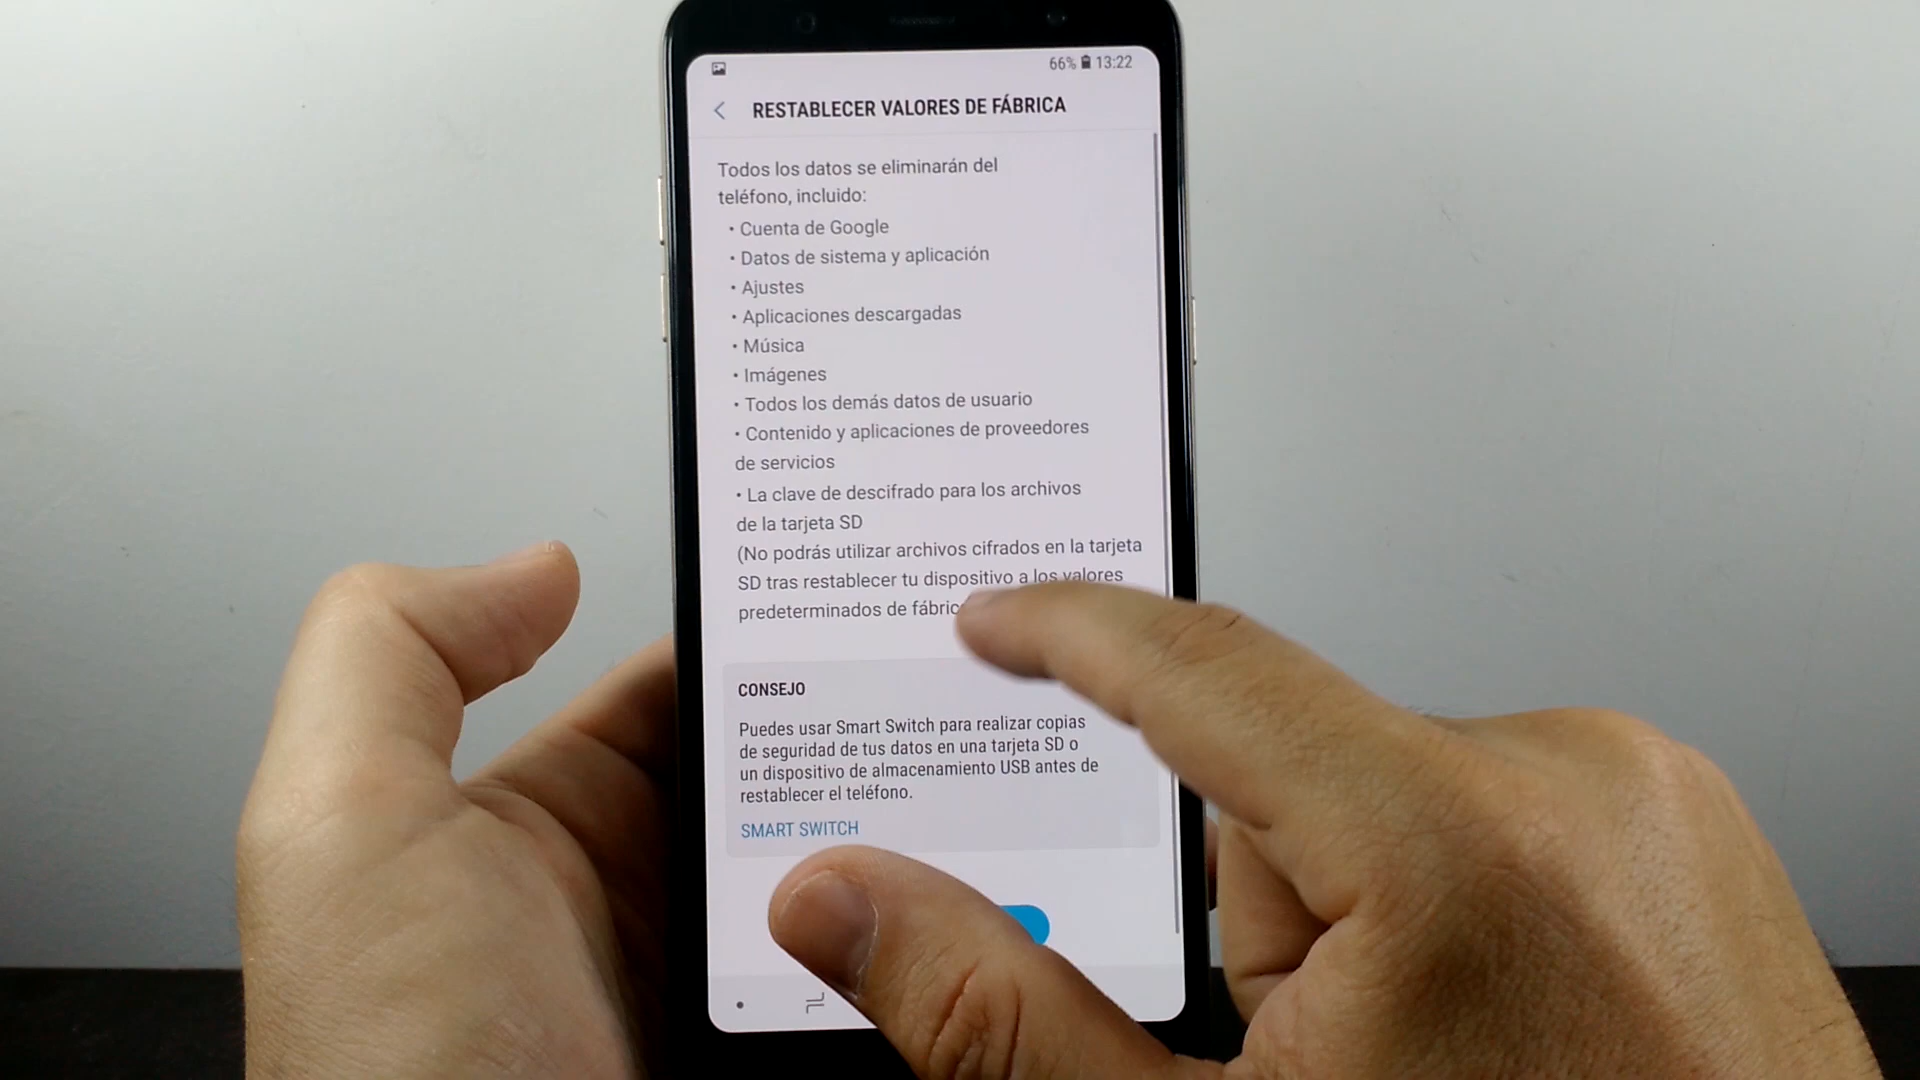 66% 13:22
RESTABLECER VALORES DE FÁBRICA
Todos los datos se eliminarán del
teléfono, incluido:
• Cuenta de Google
• Datos de sistema y aplicación
• Ajustes
• Aplicaciones descargadas
• Música
• Imágenes
• Todos los demás datos de usuario
• Contenido y aplicaciones de proveedores
de servicios
• La clave de descifrado para los archivos
de la tarjeta SD
(No podrás utilizar archivos cifrados en la tarjeta
SD tras restablecer tu dispositivo a los valores
predeterminados de
CONSEJO
Puedes usar Smart Switch para realizar copias
de seguridad de tus datos en una tarjeta SD o
un dispositivo de almacenamiento USB antes de
restablecer el teléfono.
SMART SWITCH